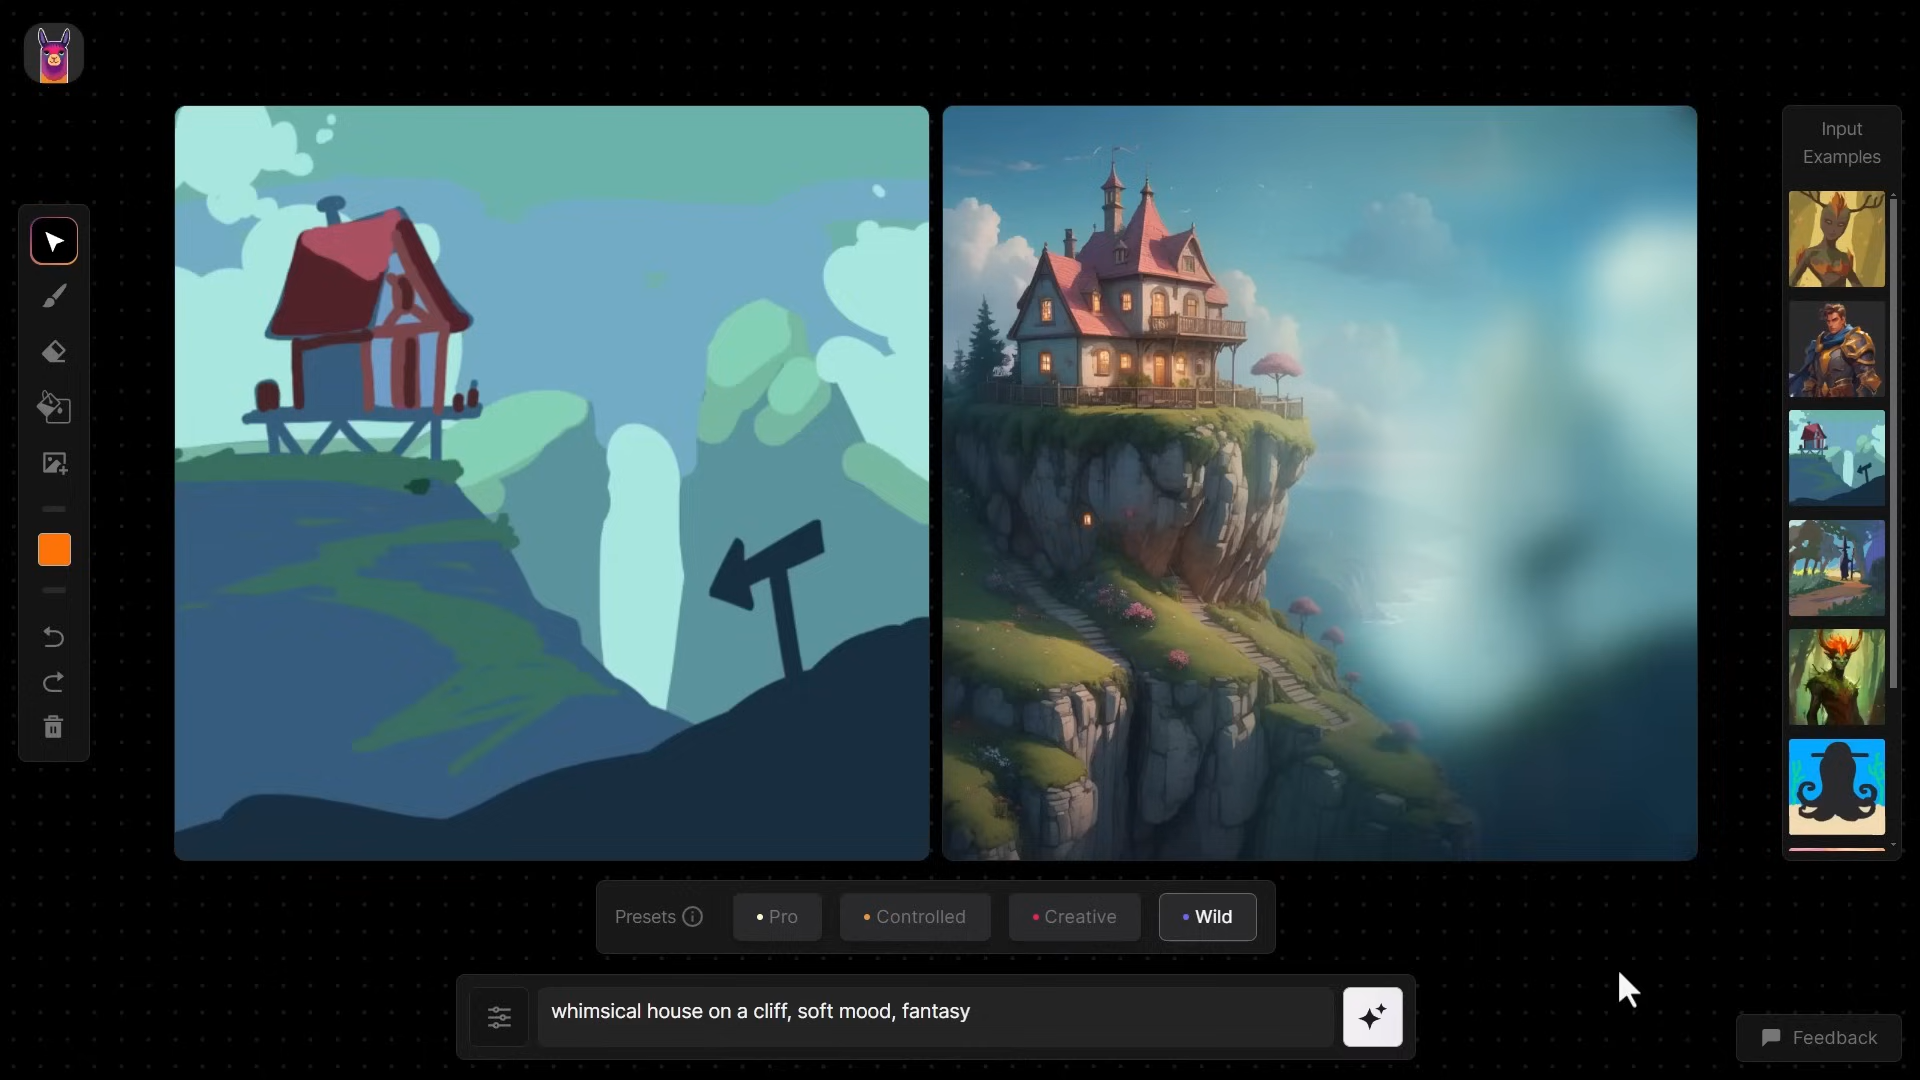 Input
Examples
Presets
Pro
Controlled
Creative
Wild
whimsical house on a cliff, soft mood, fantasy
Feedback